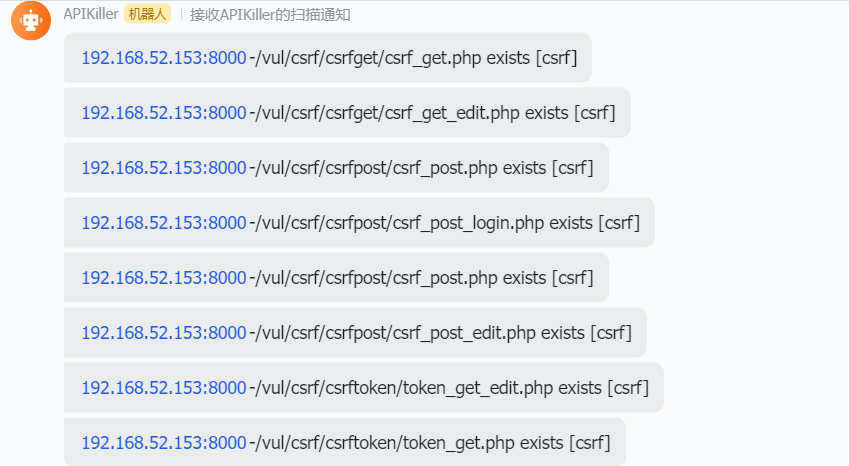 APIKiller 机器人 | 接收APIKiller的扫描通知
192.168.52.153:8000-/vul/csrf/csrfget/csrf_get.php exists [csrf]
192.168.52.153:8000-/vul/csrf/csrfget/csrf_get_edit.php exists [csrf]
192.168.52.153:8000-/vul/csrf/csrfpost/csrf_post.php exists [csrf]
192.168.52.153:8000-/vul/csrf/csrfpost/csrf_post_login.php exists [csrf]
192.168.52.153:8000-/vul/csrf/csrfpost/csrf_post.php exists [csrf]
192.168.52.153:8000-/vul/csrf/csrfpost/csrf_post_edit.php exists [csrf]
192.168.52.153:8000-/vul/csrf/csrftoken/token_get_edit.php exists [csrf]
192.168.52.153:8000-/vul/csrf/csrftoken/token_get.php exists [csrf]